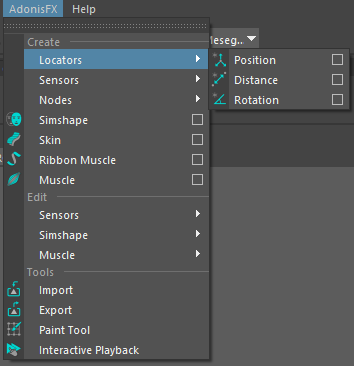 AdonisFX Help
Create
Locators
Sensors
Nodes
Simshape
Skin
Ribbon Muscle
Muscle
Edit
Sensors
Simshape
Muscle
Tools
Import
Export
Paint Tool
Interactive Playback
Position
Distance
Rotation